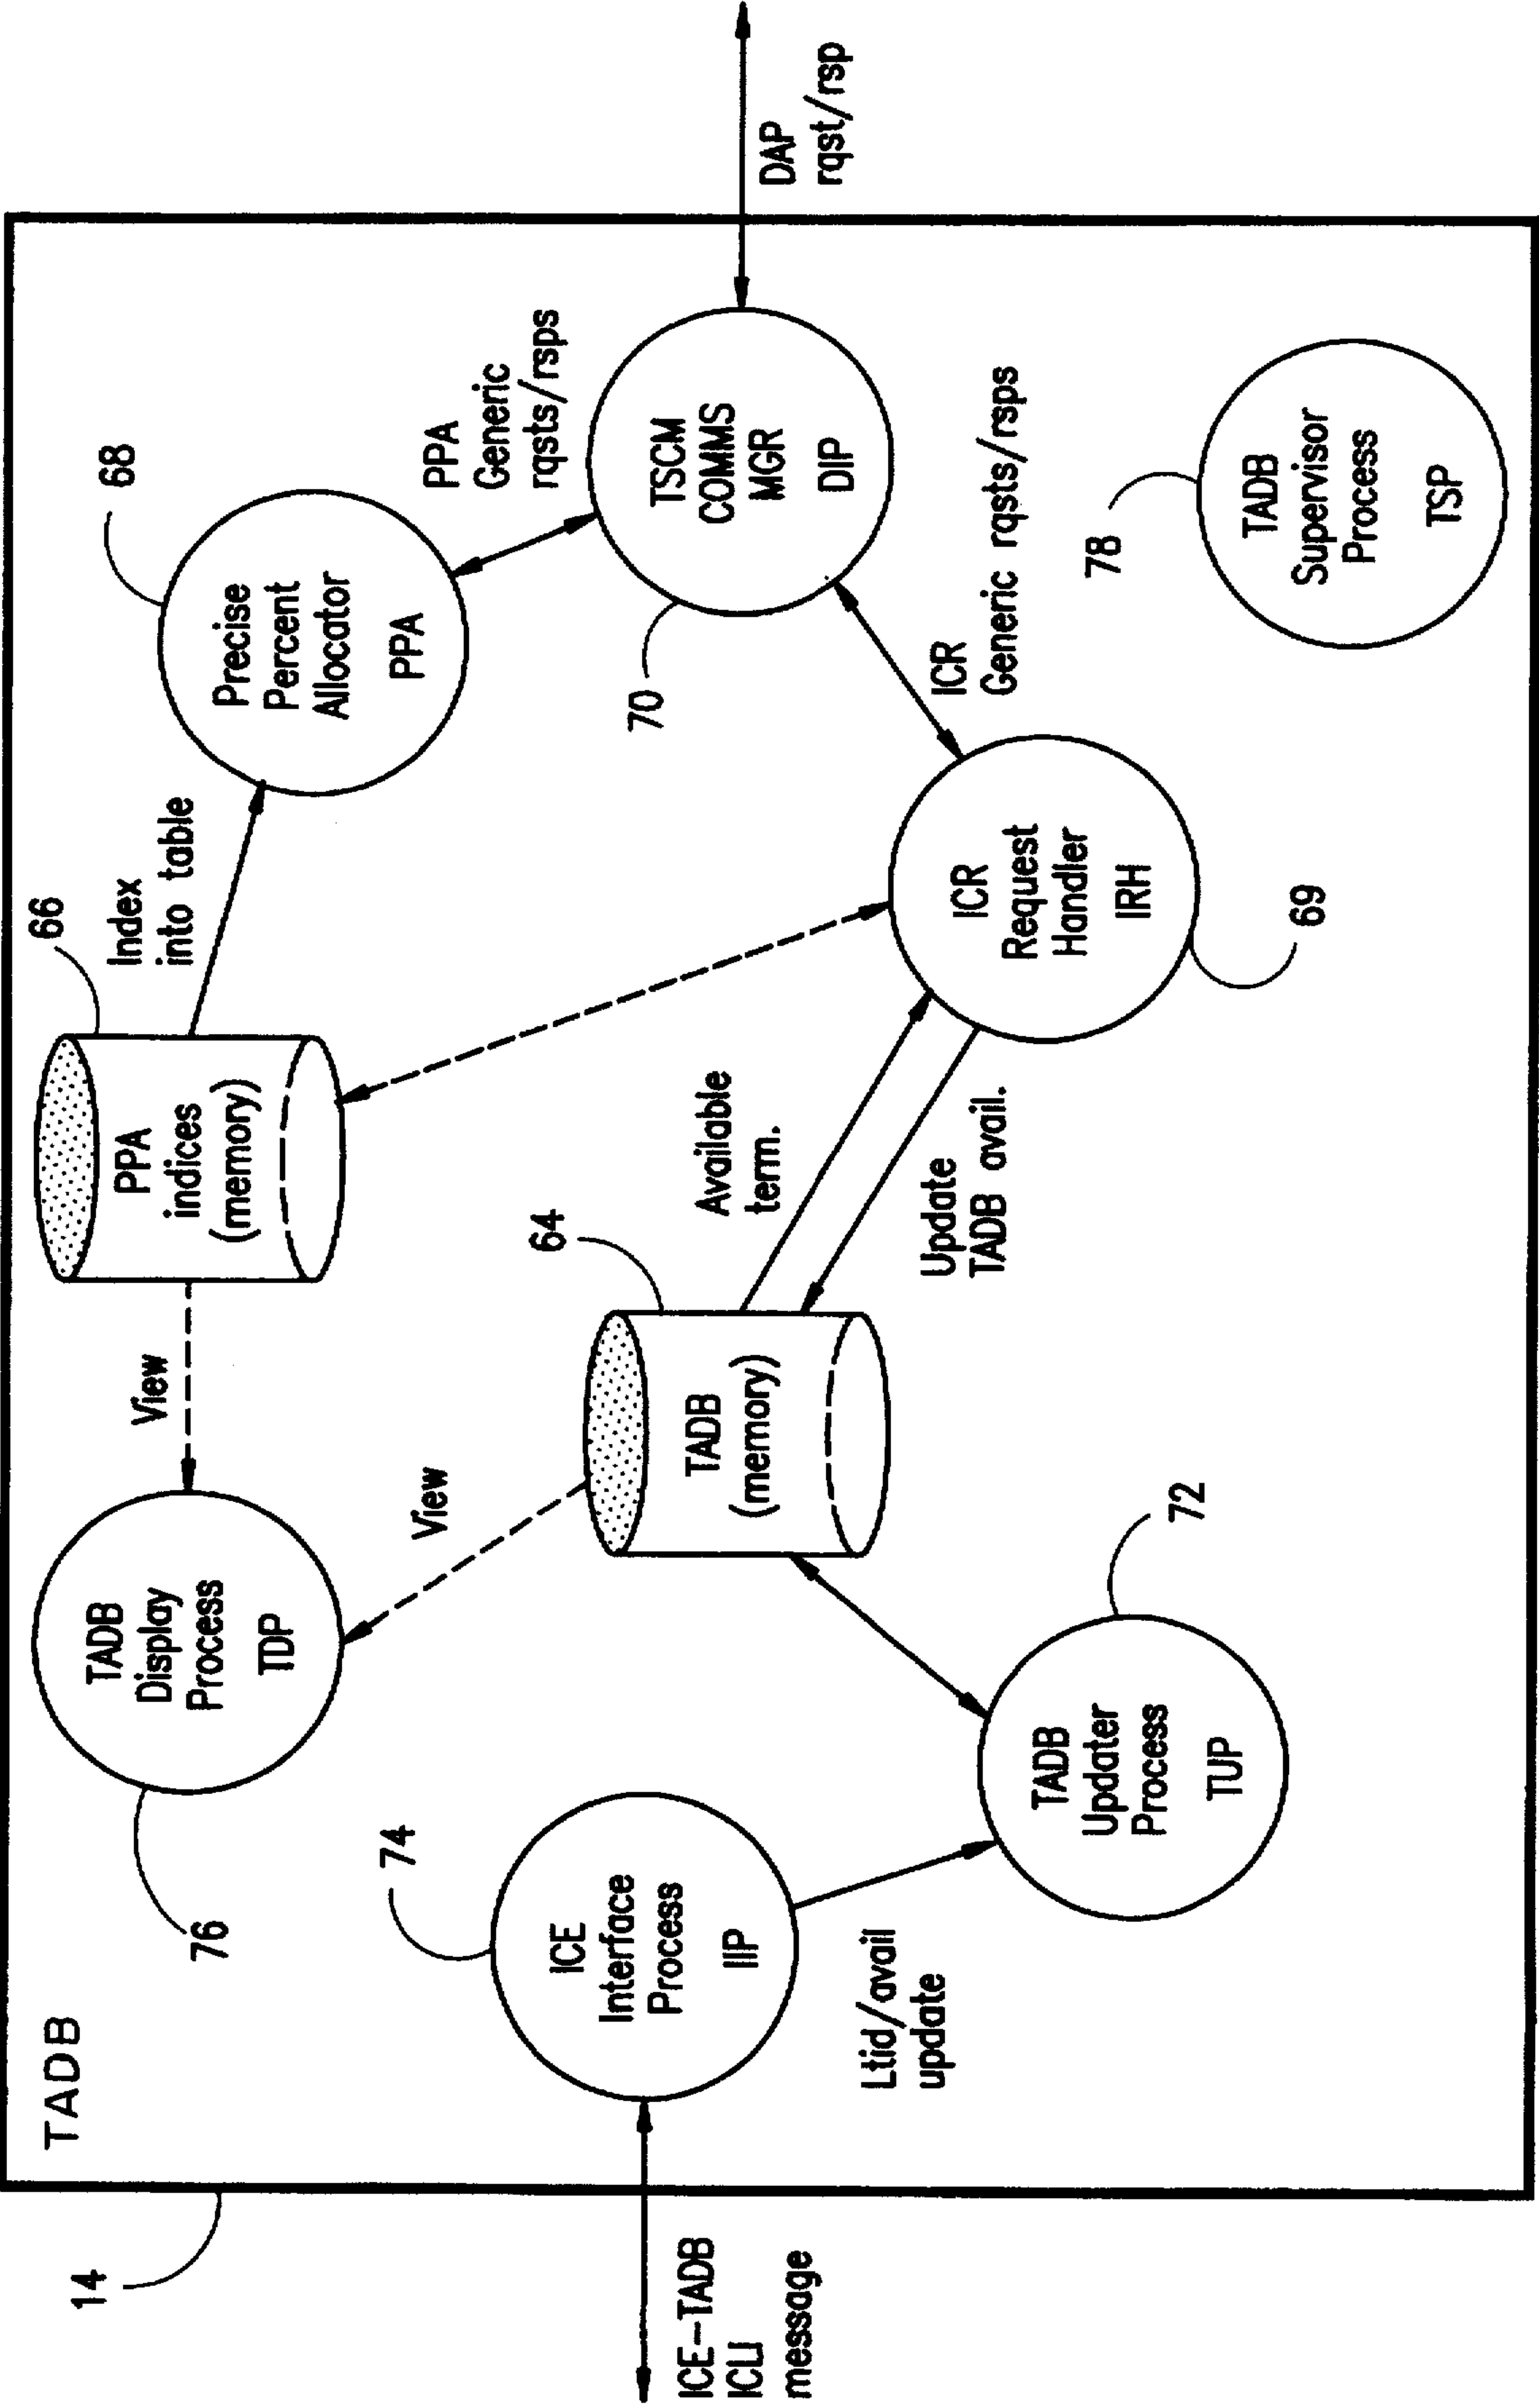 14
TADB
76
TADB
Display
Process
TDP
View
66
PPA
indices
(memory)
Index
into table
68
Precise
Percent
Allocator
PPA
PPA
Generic
rqsts/rsps
View
74
ICE
Interface
Process
IIP
64
TADB
(memory)
Available
term.
70
TSCM
COMMS
MGR
DIP
DAP
rqst/rsp
ICE-TADB
ICLI
message
Ltid/avail
update
72
TADB
Updater
Process
TUP
Update
TADB avail.
ICR
Request
Handler
IRH
69
ICR
Generic rqsts/rsps
78
TADB
Supervisor
Process
TSP